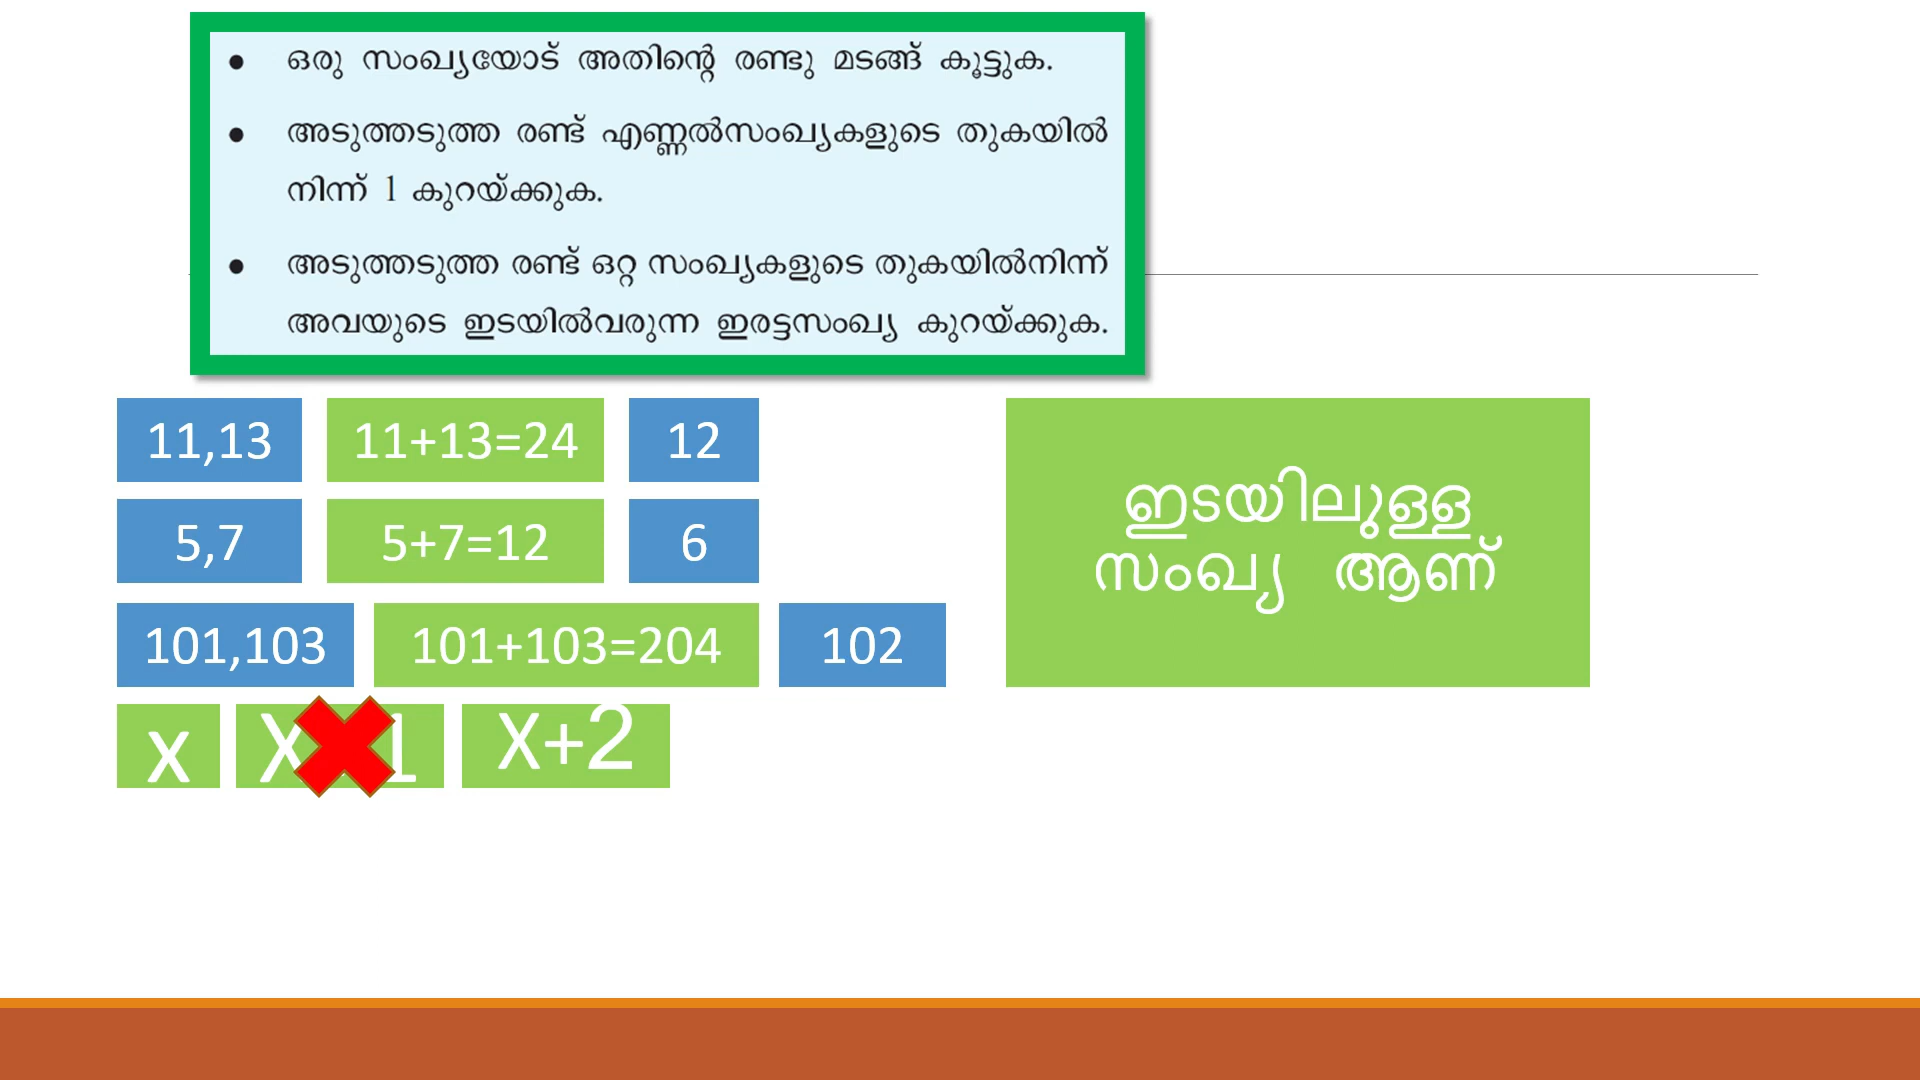 • ഒരു സംഖ്യയോട് അതിന്റെ രണ്ടു മടങ്ങ് കൂട്ടുക.
• അടുത്തടുത്ത രണ്ട് എണ്ണൽസംഖ്യകളുടെ തുകയിൽ
നിന്ന് 1 കുറയ്ക്കുക.
• അടുത്തടുത്ത രണ്ട് ഒറ്റ സംഖ്യകളുടെ തുകയിൽനിന്ന്
അവയുടെ ഇടയിൽവരുന്ന ഇരട്ടസംഖ്യ കുറയ്ക്കുക.
11,13 11+13=24 12
5,7 5+7=12 6
101,103 101+103=204 102
ഇടയിലുള്ള
സംഖ്യ ആണ്
x X 1 X+2